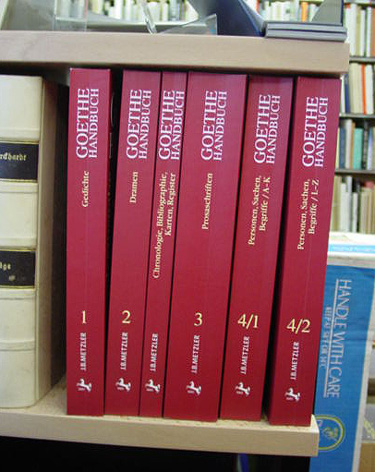 GOETHE
HANDBUCH
Gedichte
1
J.B.METZLER
GOETHE
HANDBUCH
Dramen
2
J.B.METZLER
GOETHE
HANDBUCH
Chronologie, Bibliographie,
Karten, Register
J.B.METZLER
GOETHE
HANDBUCH
Prosaschriften
3
J.B.METZLER
GOETHE
HANDBUCH
Personen, Sachen,
Begriffe / A-K
4/1
J.B.METZLER
GOETHE
HANDBUCH
Personen, Sachen,
Begriffe / L-Z
4/2
J.B.METZLER
HANDLE WITH CARE